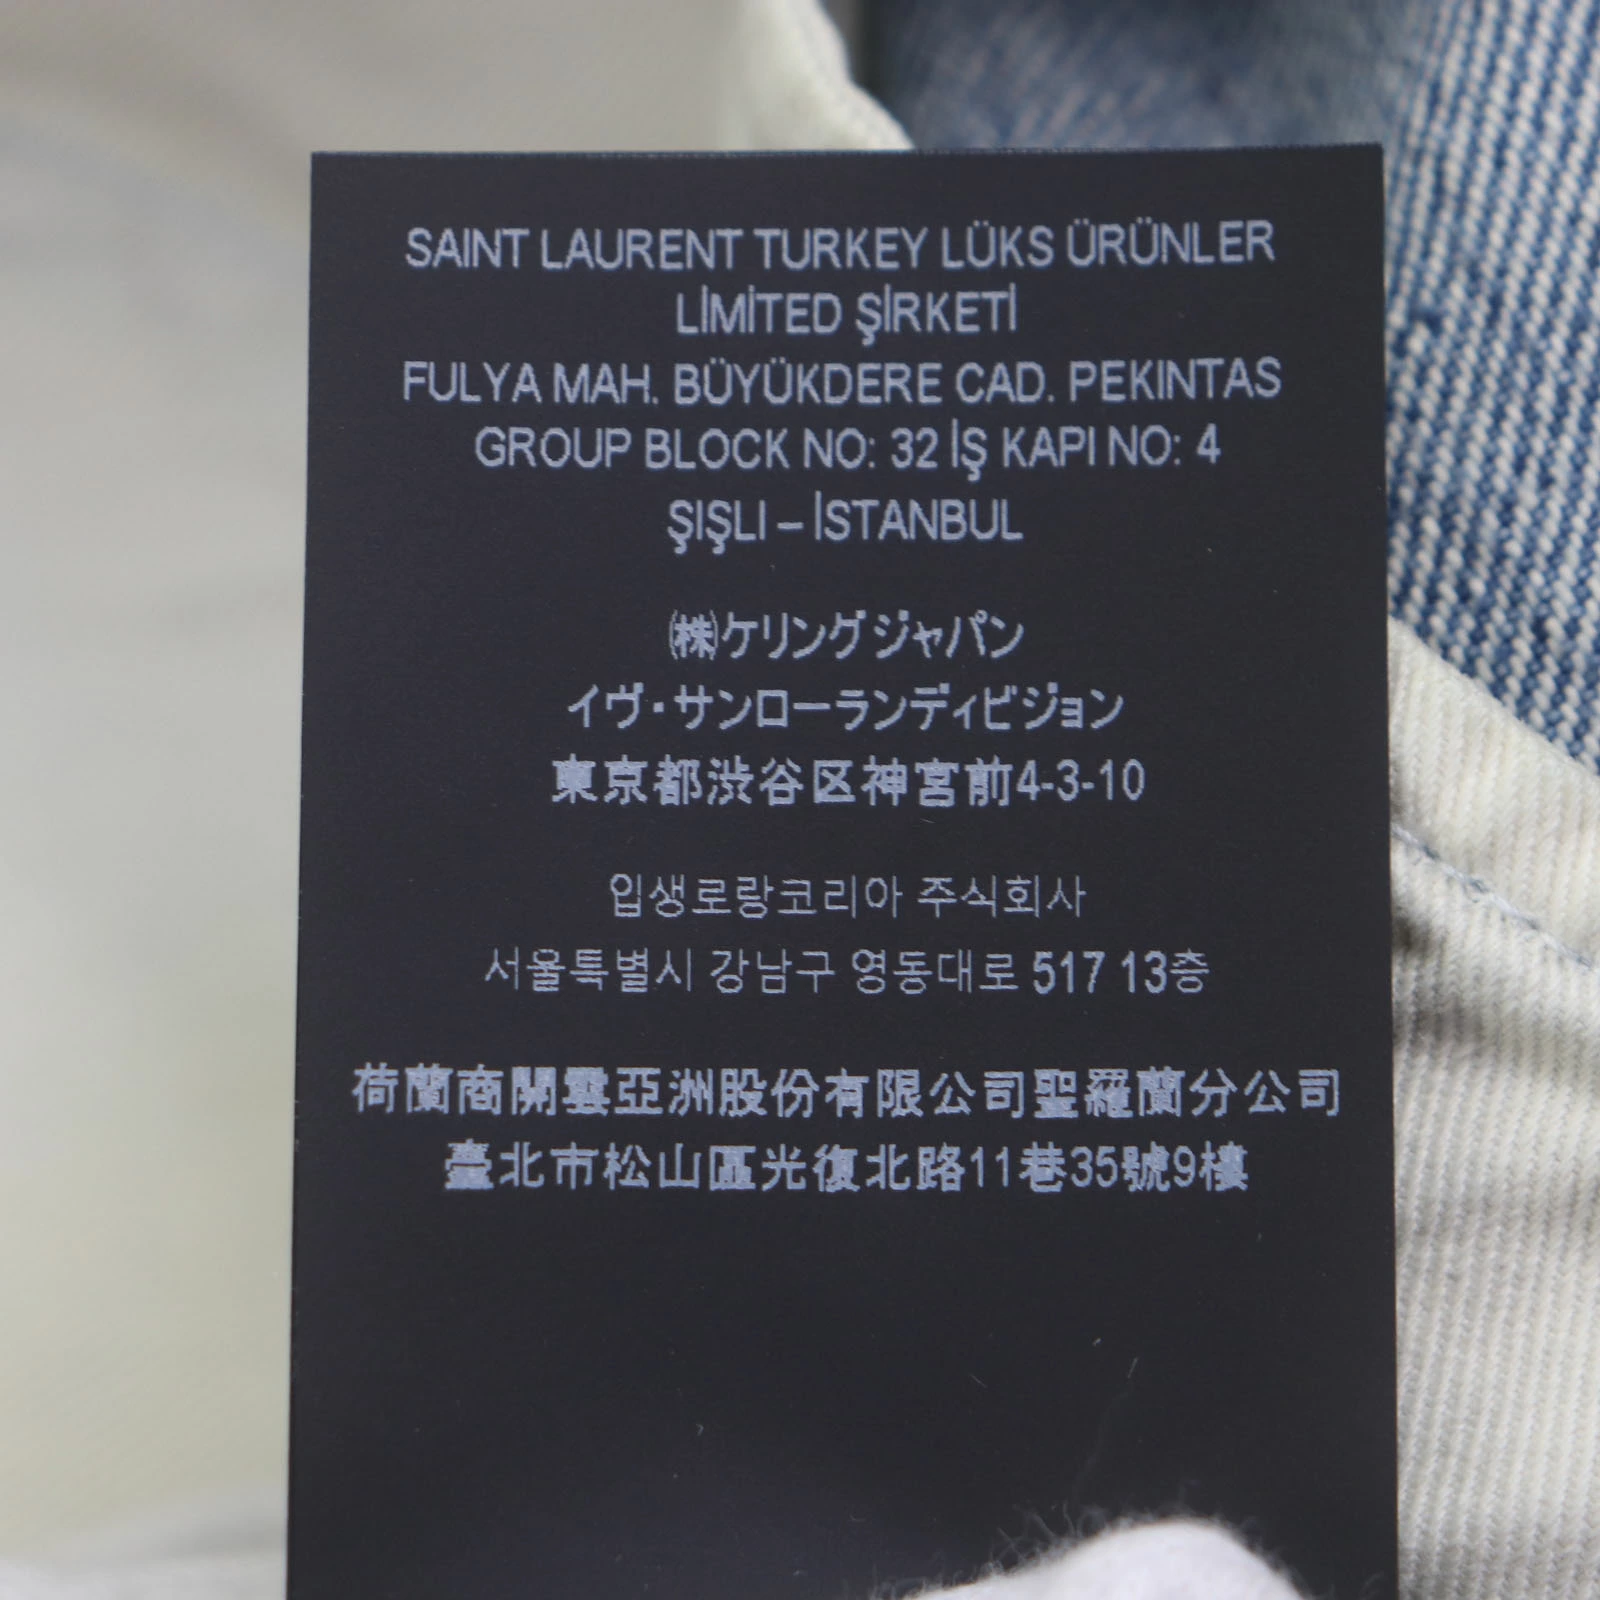 SAINT LAURENT TURKEY LÜKS ÜRÜNLER
LİMİTED ŞİRKETİ
FULYA MAH. BÜYÜKDERE CAD. PEKINTAS
GROUP BLOCK NO: 32 İŞ KAPI NO: 4
ŞIŞLI – İSTANBUL
㈱ケリングジャパン
イヴ・サンローランディビジョン
東京都渋谷区神宮前4-3-10
입생로랑코리아 주식회사
서울특별시 강남구 영동대로 517 13층
荷蘭商開雲亞洲股份有限公司聖羅蘭分公司
臺北市松山區光復北路11巷35號9樓